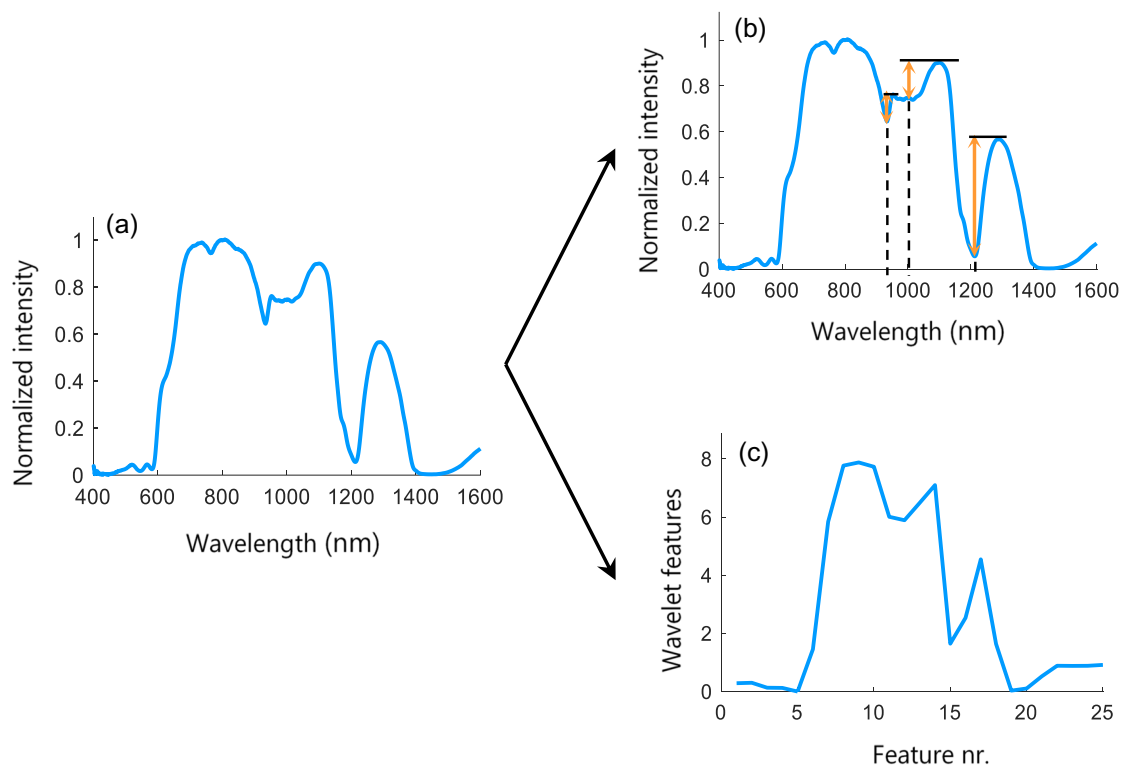 (a)
Normalized intensity
1
0.8
0.6
0.4
0.2
0
400 600 800 1000 1200 1400 1600
Wavelength (nm)
(b)
Normalized intensity
1
0.8
0.6
0.4
0.2
0
400 600 800 1000 1200 1400 1600
Wavelength (nm)
(c)
Wavelet features
8
6
4
2
0
0 5 10 15 20 25
Feature nr.